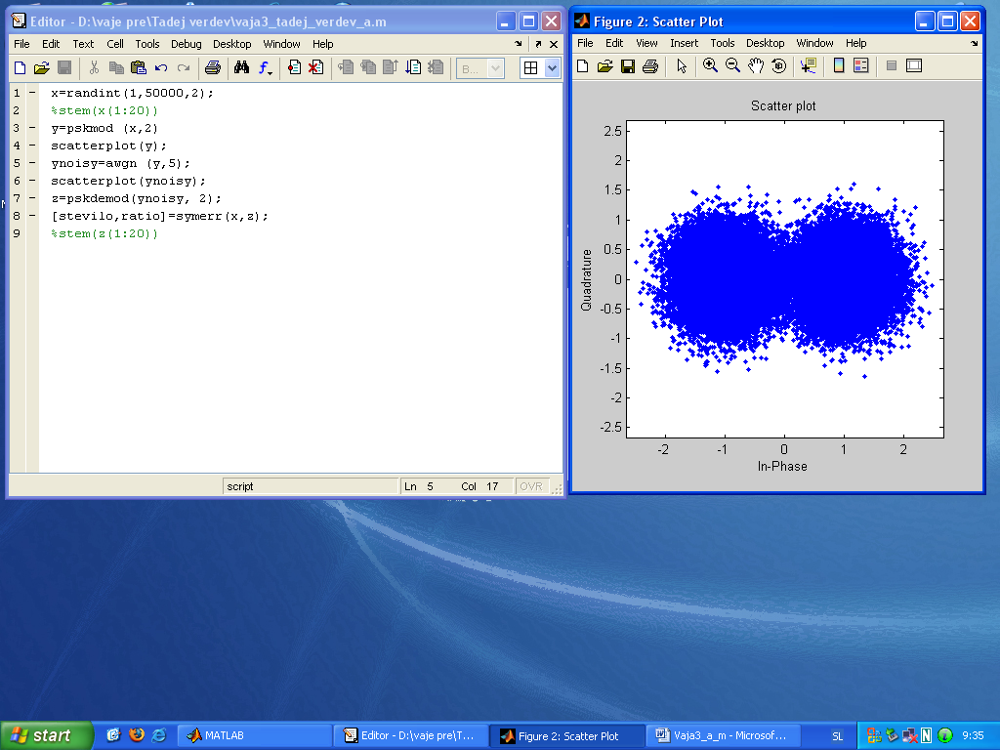 Editor - D:\vaje pre\Tadej verdev\vaja3_tadej_verdev_a.m
File Edit Text Cell Tools Debug Desktop Window Help
B...
1 - x=randint(1,50000,2);
2 %stem(x(1:20))
3 - y=pskmod (x,2)
4 - scatterplot(y);
5 - ynoisy=awgn (y,5);
6 - scatterplot(ynoisy);
7 - z=pskdemod(ynoisy, 2);
8 - [stevilo,ratio]=symerr(x,z);
9 %stem(z(1:20))
script Ln 5 Col 17 OVR
Figure 2: Scatter Plot
File Edit View Insert Tools Desktop Window Help
Scatter plot
2.5
2
1.5
1
0.5
0
-0.5
-1
-1.5
-2
-2.5
Quadrature
-2 -1 0 1 2
In-Phase
start MATLAB Editor - D:\vaje pre\T... Figure 2: Scatter Plot Vaja3_a_m - Microsof... SL 9:35